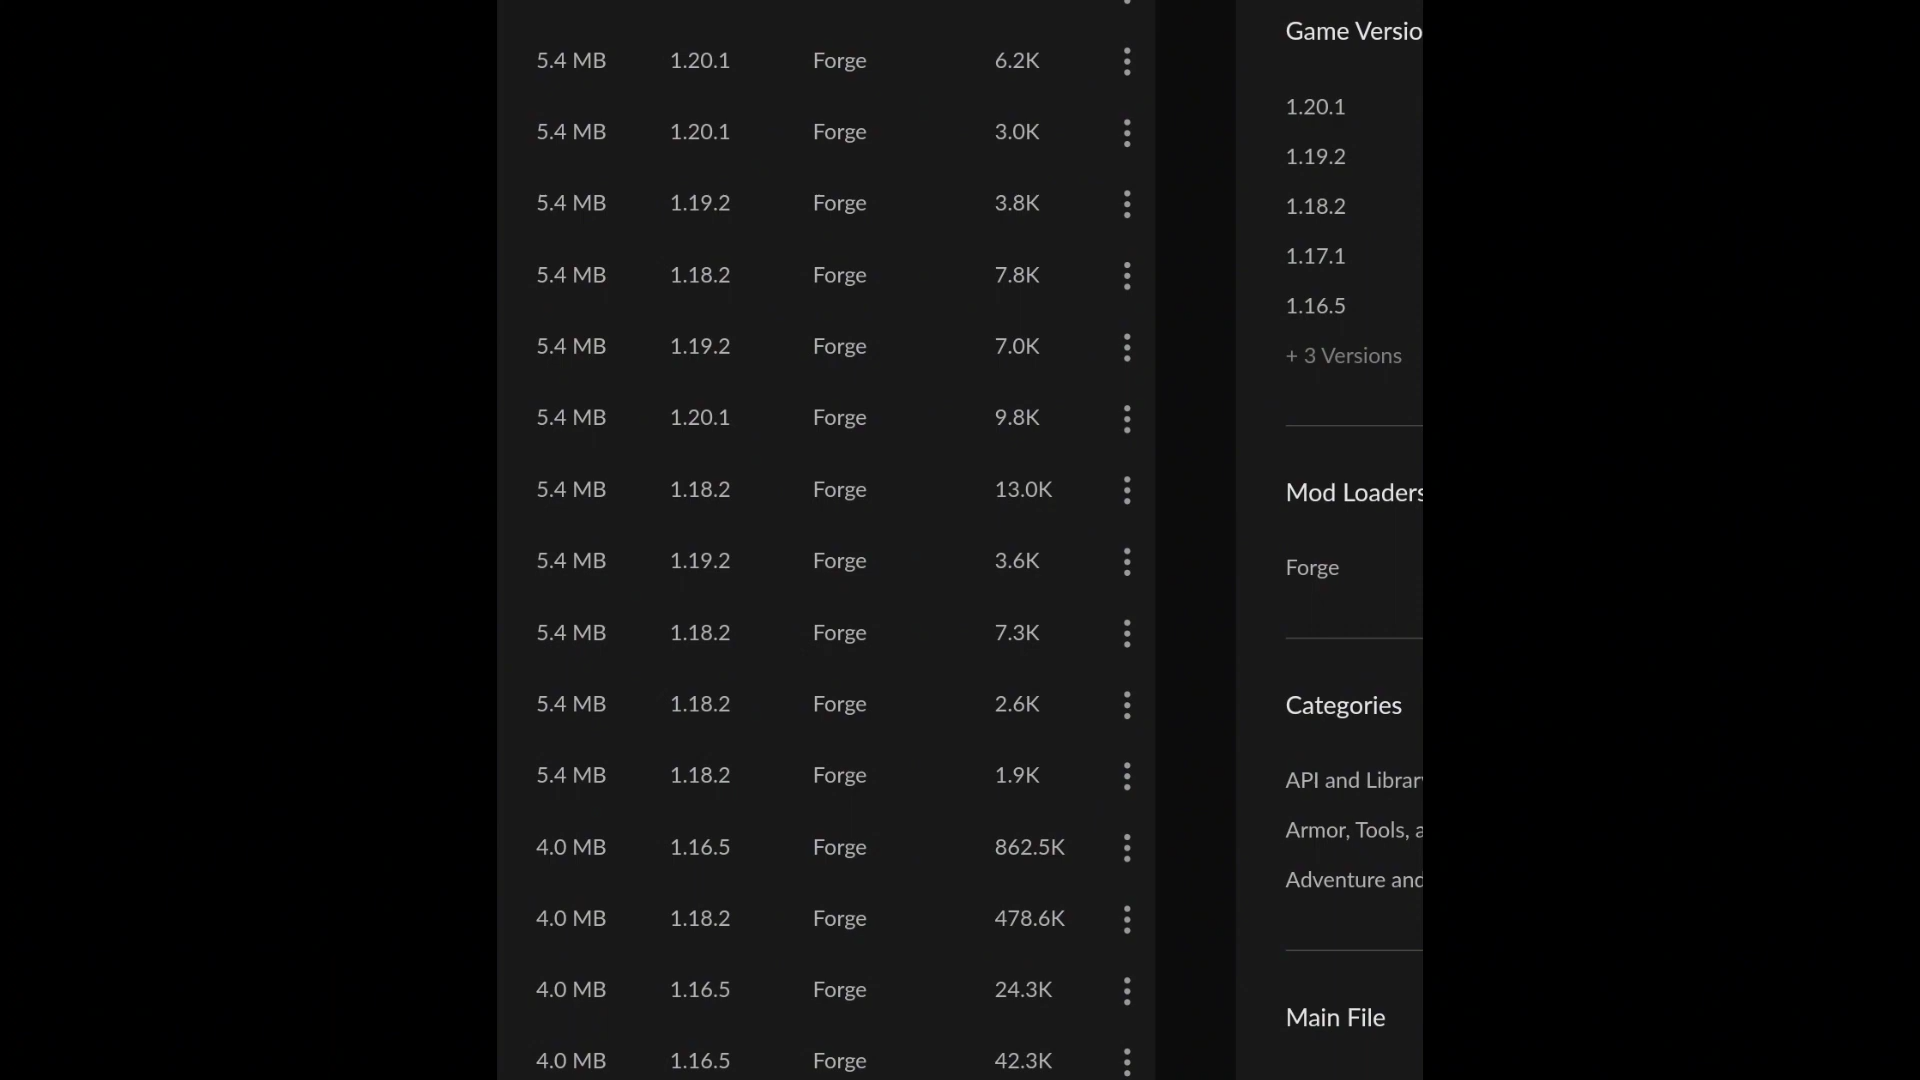 5.4 MB 1.20.1 Forge 6.2K
5.4 MB 1.20.1 Forge 3.0K
5.4 MB 1.19.2 Forge 3.8K
5.4 MB 1.18.2 Forge 7.8K
5.4 MB 1.19.2 Forge 7.0K
5.4 MB 1.20.1 Forge 9.8K
5.4 MB 1.18.2 Forge 13.0K
5.4 MB 1.19.2 Forge 3.6K
5.4 MB 1.18.2 Forge 7.3K
5.4 MB 1.18.2 Forge 2.6K
5.4 MB 1.18.2 Forge 1.9K
4.0 MB 1.16.5 Forge 862.5K
4.0 MB 1.18.2 Forge 478.6K
4.0 MB 1.16.5 Forge 24.3K
4.0 MB 1.16.5 Forge 42.3K
Game Versio
1.20.1
1.19.2
1.18.2
1.17.1
1.16.5
+ 3 Versions
Mod Loaders
Forge
Categories
API and Library
Armor, Tools, a
Adventure and
Main File